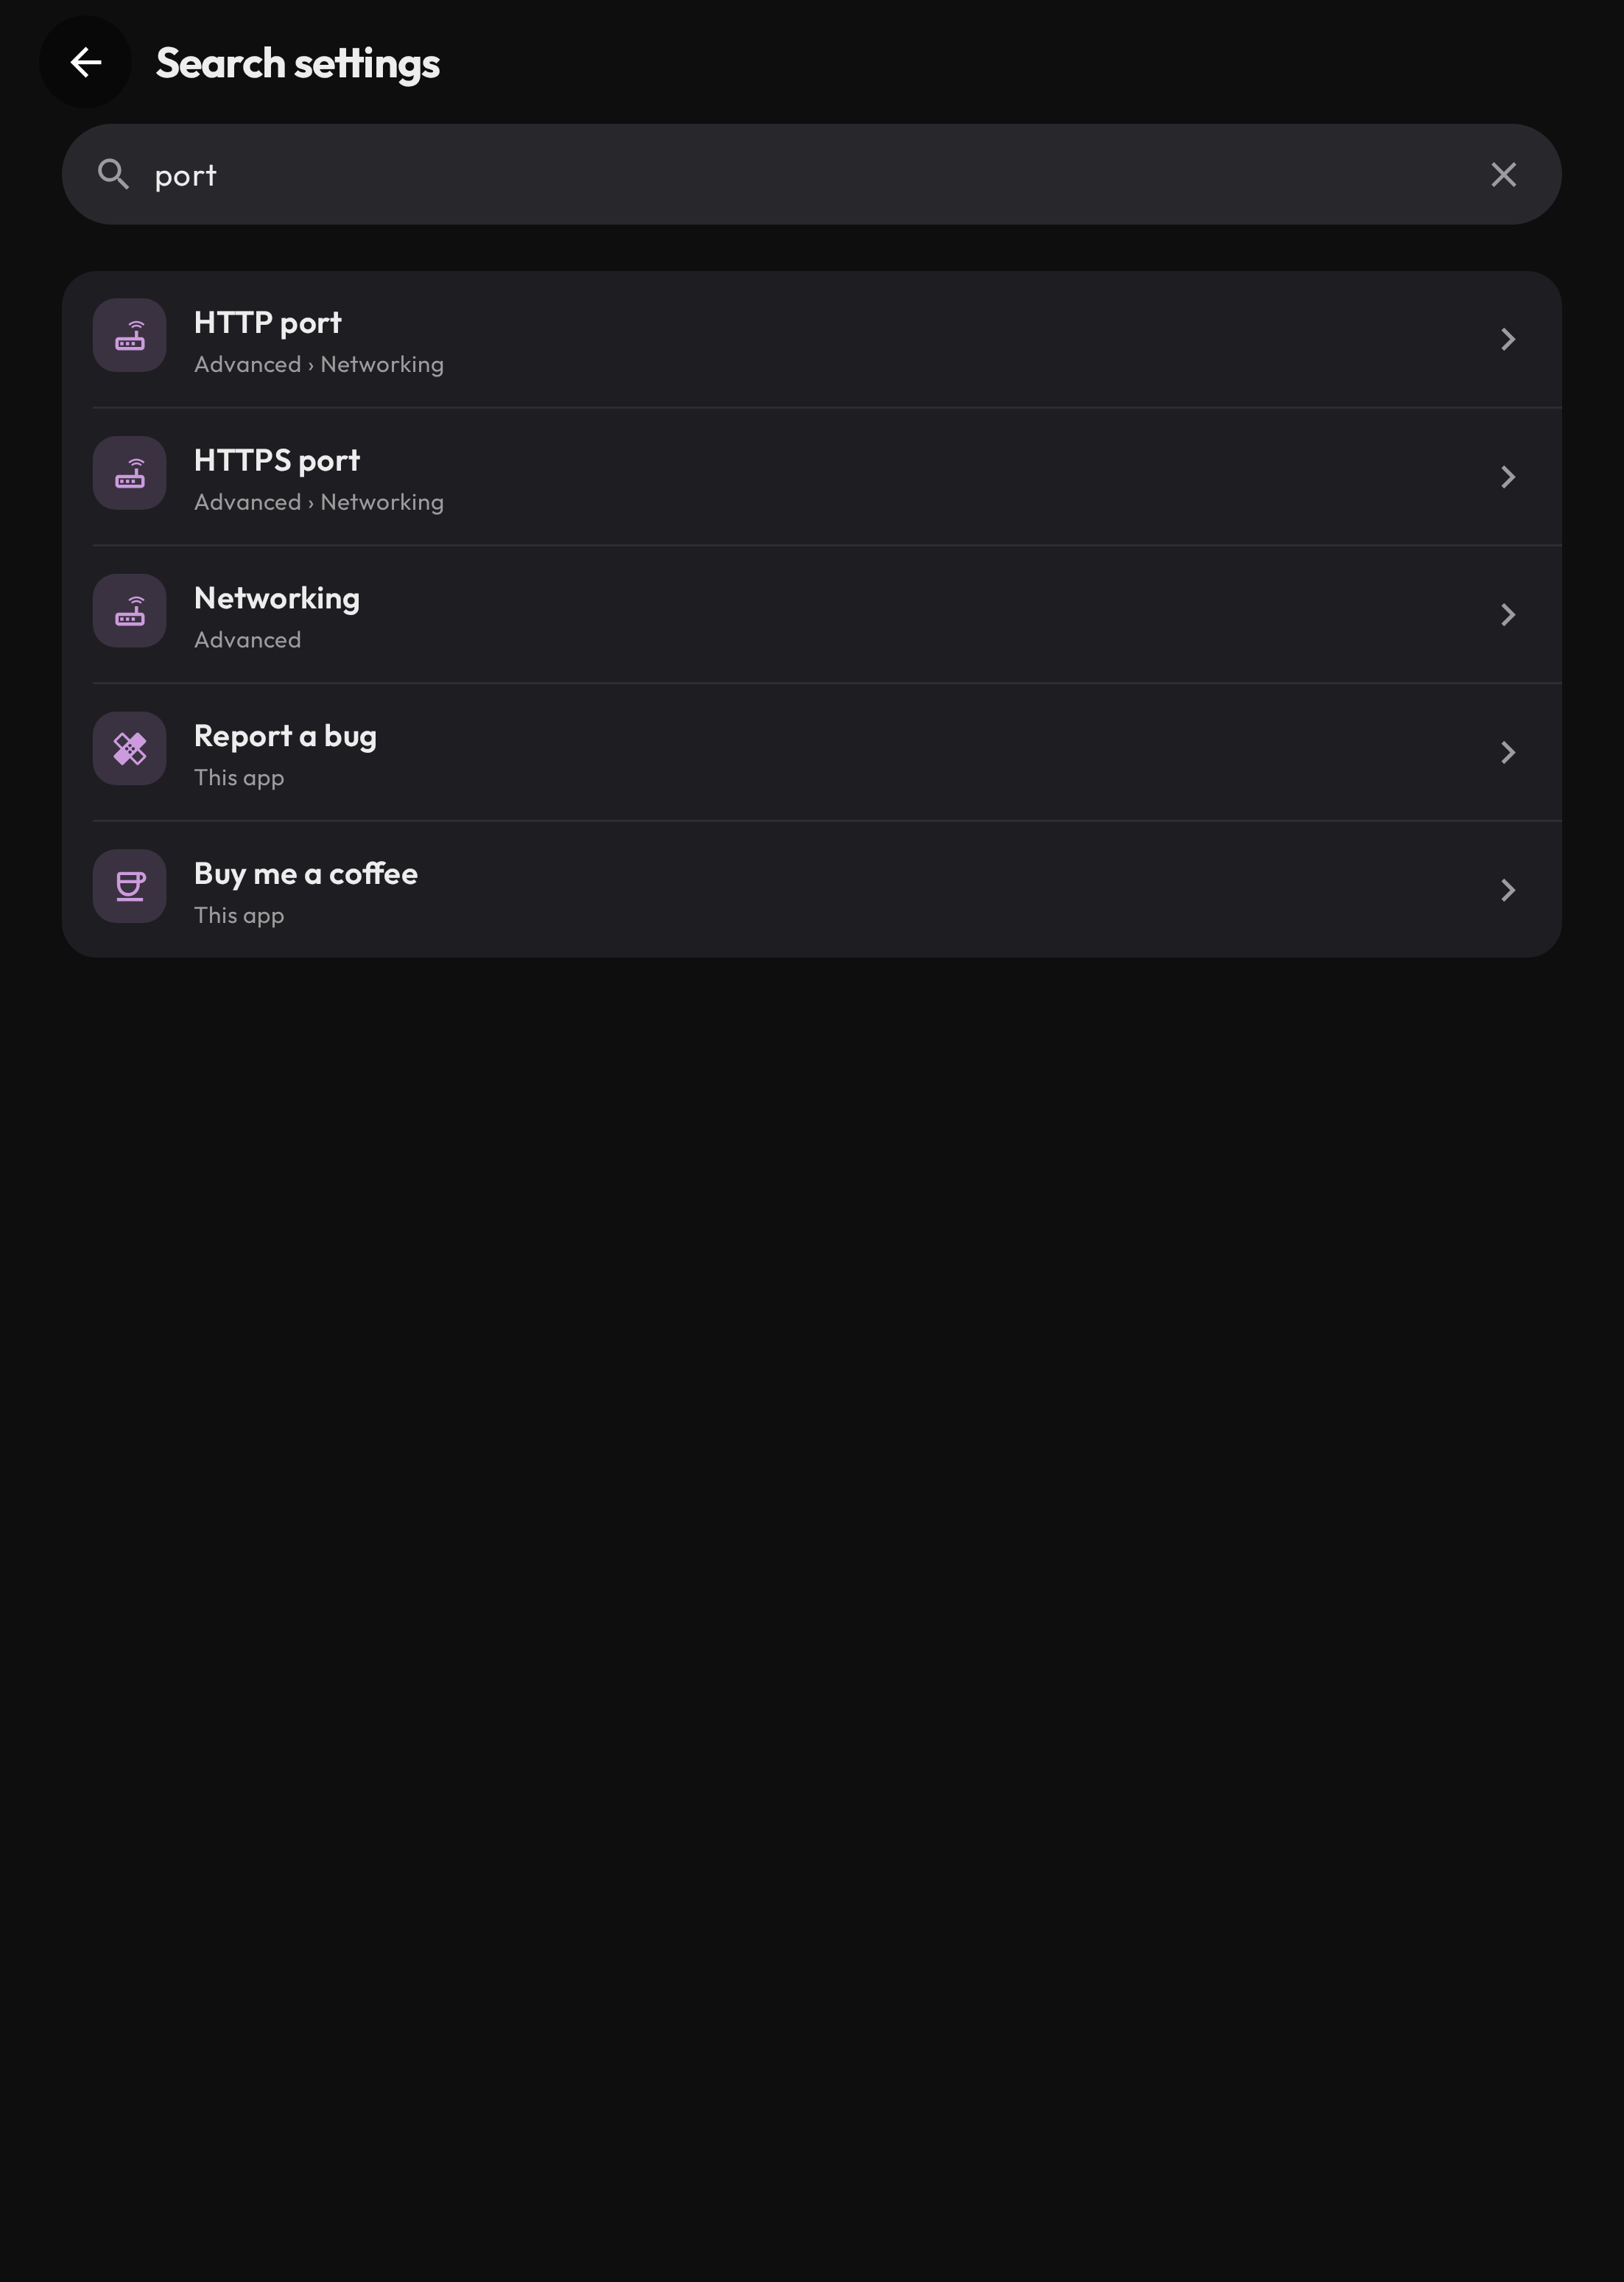 Search settings
port
HTTP port
Advanced › Networking
HTTPS port
Advanced › Networking
Networking
Advanced
Report a bug
This app
Buy me a coffee
This app